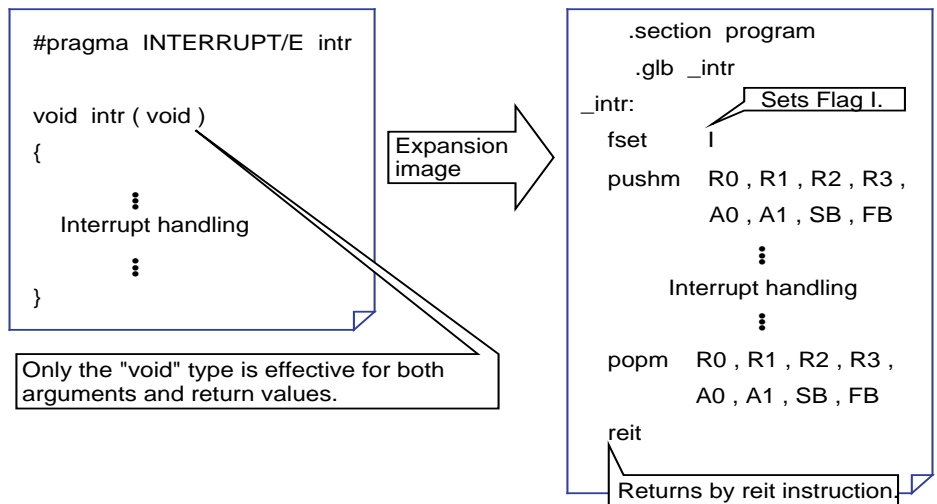 #pragma INTERRUPT/E intr
void intr ( void )
{
Interrupt handling
}
Only the "void" type is effective for both
arguments and return values.
Expansion
image
.section program
.glb _intr
_intr:
Sets Flag I.
fset I
pushm R0 , R1 , R2 , R3 ,
A0 , A1 , SB , FB
Interrupt handling
popm R0 , R1 , R2 , R3 ,
A0 , A1 , SB , FB
reit
Returns by reit instruction.